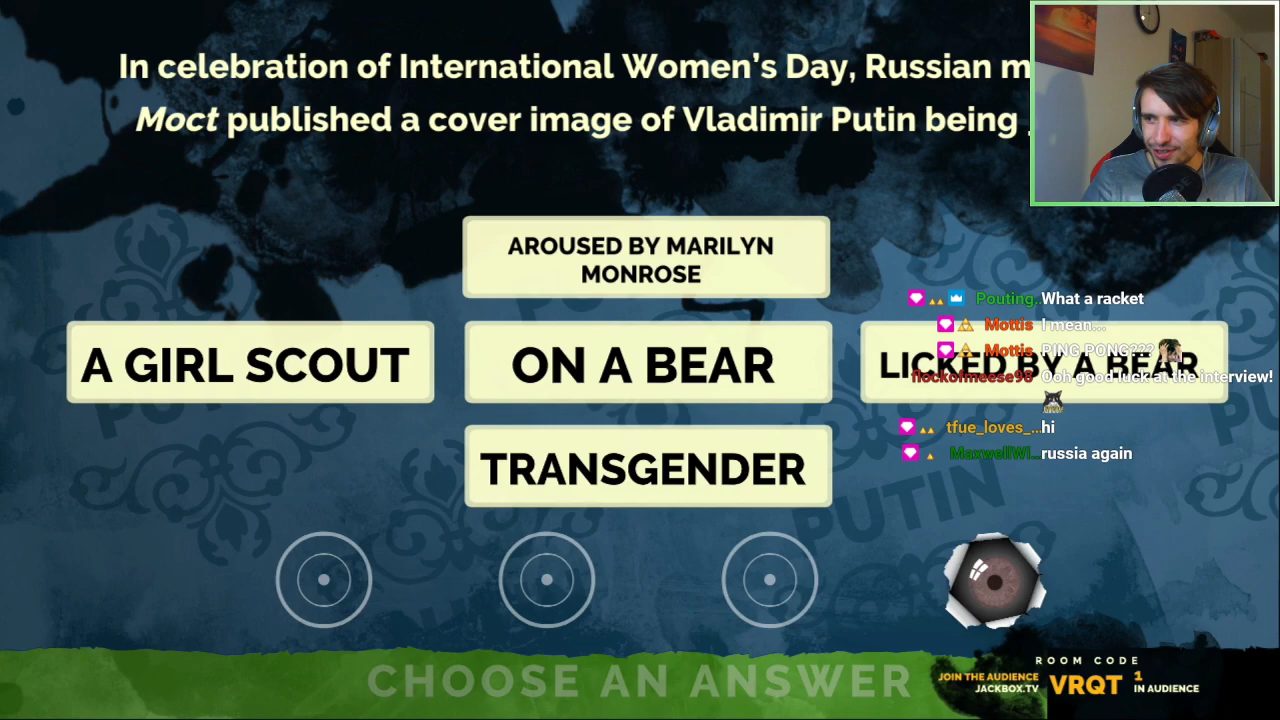 In celebration of International Women's Day, Russian m
Moct published a cover image of Vladimir Putin being
AROUSED BY MARILYN
MONROSE
A GIRL SCOUT
ON A BEAR
LICKED BY A BEAR
TRANSGENDER
Pouting..What a racket
Mottis I mean...
Mottis PING PONG???
flockofmeese98 Ooh good luck at the interview!
tfue_loves_...hi
MaxwellWi...russia again
PUTIN
PUTIN
CHOOSE AN ANSWER
ROOM CODE
JOIN THE AUDIENCE
JACKBOX.TV
VRQT
1
IN AUDIENCE